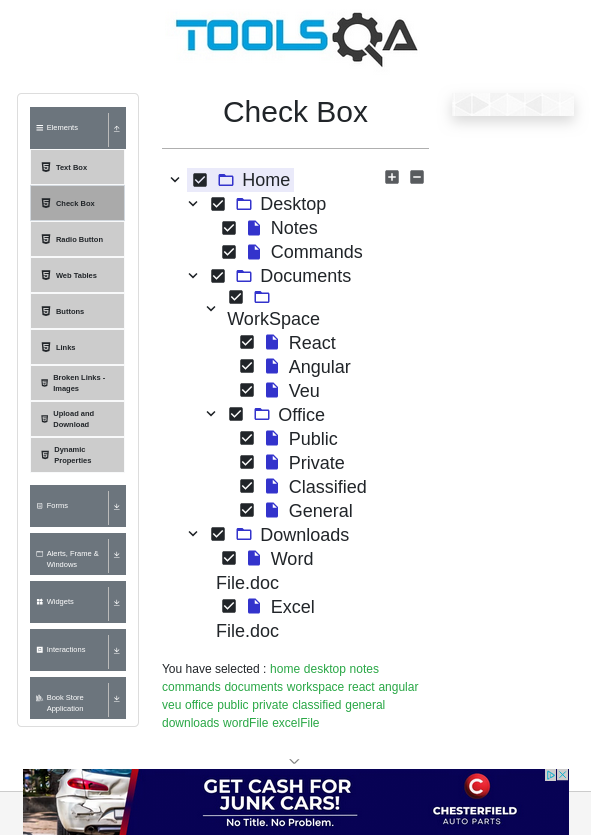 TOOLSQA
Check Box
Elements
Text Box
Check Box
Radio Button
Web Tables
Buttons
Links
Broken Links -
Images
Upload and
Download
Dynamic
Properties
Forms
Alerts, Frame &
Windows
Widgets
Interactions
Book Store
Application
Home
Desktop
Notes
Commands
Documents
WorkSpace
React
Angular
Veu
Office
Public
Private
Classified
General
Downloads
Word
File.doc
Excel
File.doc
You have selected : home desktop notes
commands documents workspace react angular
veu office public private classified general
downloads wordFile excelFile
GET CASH FOR
JUNK CARS!
No Title. No Problem.
C
CHESTERFIELD
AUTO PARTS